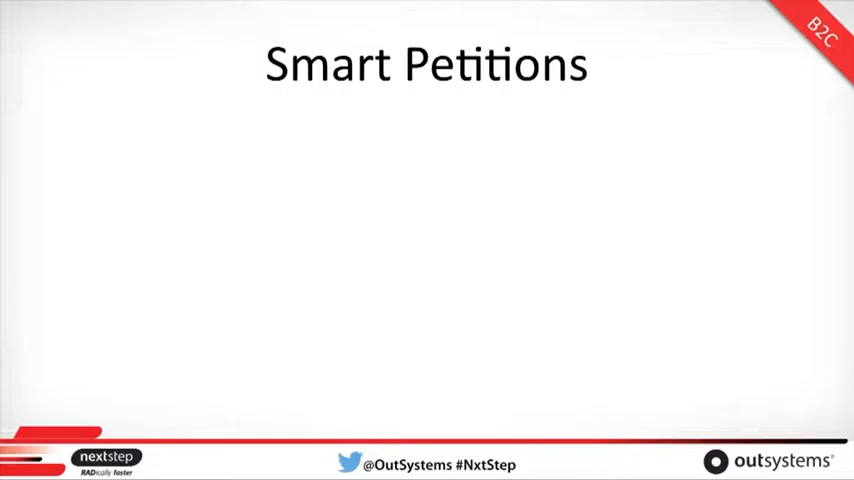 B2C
Smart Petitions
nextstep
RADically faster
@OutSystems #NxtStep
outsystems®